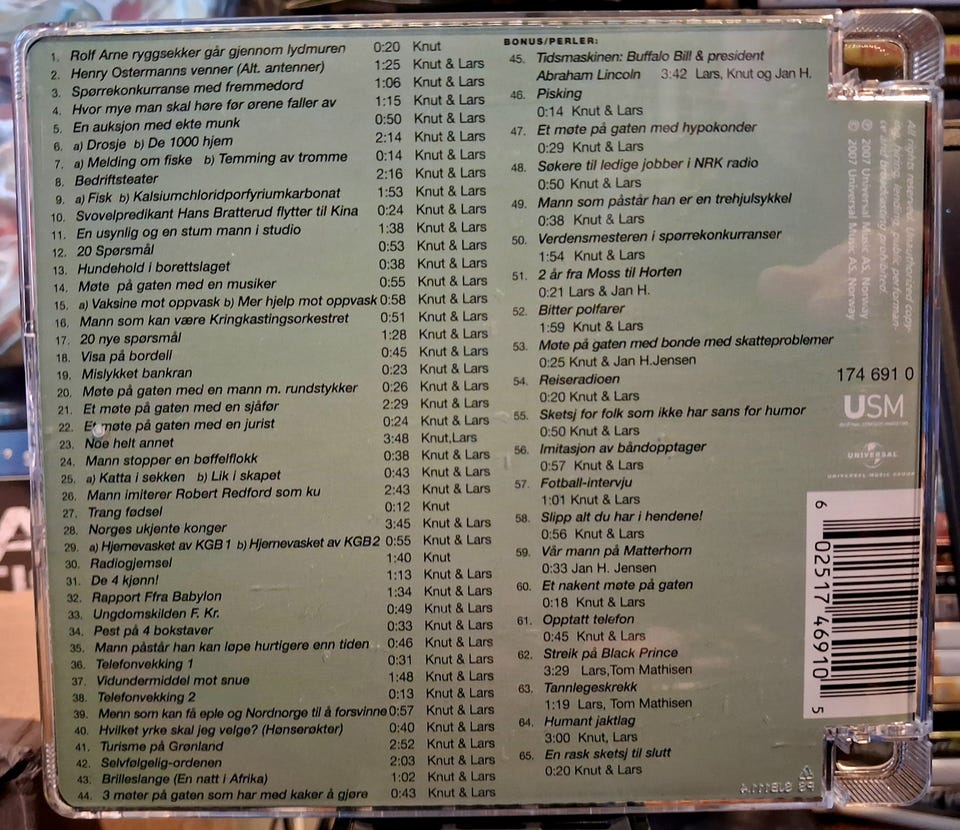 1. Rolf Arne ryggsekker går gjennom lydmuren 0:20 Knut
2. Henry Ostermanns venner (Alt. antenner) 1:25 Knut & Lars
3. Spørrekonkurranse med fremmedord 1:06 Knut & Lars
4. Hvor mye man skal høre før ørene faller av 1:15 Knut & Lars
5. En auksjon med ekte munk 0:50 Knut & Lars
6. a) Drosje b) De 1000 hjem 2:14 Knut & Lars
7. a) Melding om fiske b) Temming av tromme 0:14 Knut & Lars
8. Bedriftsteater 2:16 Knut & Lars
9. a) Fisk b) Kalsiumchloridporfyriumkarbonat 1:53 Knut & Lars
10. Svovelpredikant Hans Bratterud flytter til Kina 0:24 Knut & Lars
11. En usynlig og en stum mann i studio 1:38 Knut & Lars
12. 20 Spørsmål 0:53 Knut & Lars
13. Hundehold i borettslaget 0:38 Knut & Lars
14. Møte på gaten med en musiker 0:55 Knut & Lars
15. a) Vaksine mot oppvask b) Mer hjelp mot oppvask 0:58 Knut & Lars
16. Mann som kan være Kringkastingsorkestret 0:51 Knut & Lars
17. 20 nye spørsmål 1:28 Knut & Lars
18. Visa på bordell 0:45 Knut & Lars
19. Mislykket bankran 0:23 Knut & Lars
20. Møte på gaten med en mann m. rundstykker 0:26 Knut & Lars
21. Et møte på gaten med en sjåfør 2:29 Knut & Lars
22. Et møte på gaten med en jurist 0:24 Knut & Lars
23. Noe helt annet 3:48 Knut,Lars
24. Mann stopper en bøffelflokk 0:38 Knut & Lars
25. a) Katta i sekken b) Lik i skapet 0:43 Knut & Lars
26. Mann imiterer Robert Redford som ku 2:43 Knut & Lars
27. Trang fødsel 0:12 Knut
28. Norges ukjente konger 3:45 Knut & Lars
29. a) Hjernevasket av KGB1 b) Hjernevasket av KGB2 0:55 Knut & Lars
30. Radiogjemsel 1:40 Knut
31. De 4 kjønn! 1:13 Knut & Lars
32. Rapport Ffra Babylon 1:34 Knut & Lars
33. Ungdomskilden F. Kr. 0:49 Knut & Lars
34. Pest på 4 bokstaver 0:33 Knut & Lars
35. Mann påstår han kan løpe hurtigere enn tiden 0:46 Knut & Lars
36. Telefonvekking 1 0:31 Knut & Lars
37. Vidundermiddel mot snue 1:48 Knut & Lars
38. Telefonvekking 2 0:13 Knut & Lars
39. Menn som kan få eple og Nordnorge til å forsvinne 0:57 Knut & Lars
40. Hvilket yrke skal jeg velge? (Hønserøkter) 0:40 Knut & Lars
41. Turisme på Grønland 2:52 Knut & Lars
42. Selvfølgelig-ordenen 2:03 Knut & Lars
43. Brilleslange (En natt i Afrika) 1:02 Knut & Lars
44. 3 møter på gaten som har med kaker å gjøre 0:43 Knut & Lars
BONUS/PERLER:
45. Tidsmaskinen: Buffalo Bill & president
Abraham Lincoln 3:42 Lars, Knut og Jan H.
46. Pisking
0:14 Knut & Lars
47. Et møte på gaten med hypokonder
0:29 Knut & Lars
48. Søkere til ledige jobber i NRK radio
0:50 Knut & Lars
49. Mann som påstår han er en trehjulsykkel
0:38 Knut & Lars
50. Verdensmesteren i spørrekonkurranser
1:54 Knut & Lars
51. 2 år fra Moss til Horten
0:21 Lars & Jan H.
52. Bitter polfarer
1:59 Knut & Lars
53. Møte på gaten med bonde med skatteproblemer
0:25 Knut & Jan H.Jensen
54. Reiseradioen
0:20 Knut & Lars
55. Sketsj for folk som ikke har sans for humor
0:50 Knut & Lars
56. Imitasjon av båndopptager
0:57 Knut & Lars
57. Fotball-intervju
1:01 Knut & Lars
58. Slipp alt du har i hendene!
0:56 Knut & Lars
59. Vår mann på Matterhorn
0:33 Jan H. Jensen
60. Et nakent møte på gaten
0:18 Knut & Lars
61. Opptatt telefon
0:45 Knut & Lars
62. Streik på Black Prince
3:29 Lars,Tom Mathisen
63. Tannlegeskrekk
1:19 Lars, Tom Mathisen
64. Humant jaktlag
3:00 Knut, Lars
65. En rask sketsj til slutt
0:20 Knut & Lars
All rights reserved. Unauthorized copy-
ing, hiring, lending, public performan-
ce and broadcasting prohibited.
℗ 2007 Universal Music AS, Norway
© 2007 Universal Music AS, Norway
174 691 0
USM
UNIVERSAL
UNIVERSAL MUSIC GROUP
6 02517 46910 5